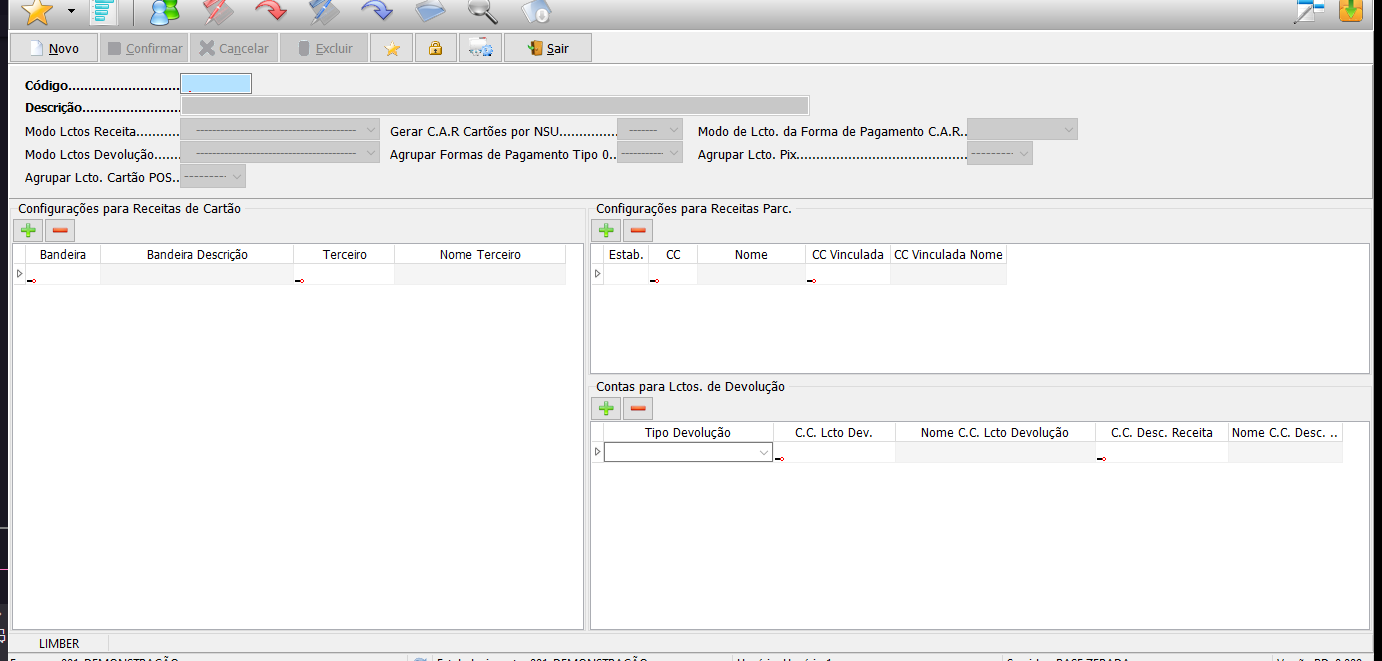 Novo Confirmar Cancelar Excluir Sair
Código............................
Descrição........................
Modo Lctos Receita........... Gerar C.A.R Cartões por NSU.............. Modo de Lcto. da Forma de Pagamento C.A.R..
Modo Lctos Devolução....... Agrupar Formas de Pagamento Tipo 0.. Agrupar Lcto. Pix..........................................
Agrupar Lcto. Cartão POS..
Configurações para Receitas de Cartão
Bandeira Bandeira Descrição Terceiro Nome Terceiro
Configurações para Receitas Parc.
Estab. CC Nome CC Vinculada CC Vinculada Nome
Contas para Lctos. de Devolução
Tipo Devolução C.C. Lcto Dev. Nome C.C. Lcto Devolução C.C. Desc. Receita Nome C.C. Desc. ..
LIMBER